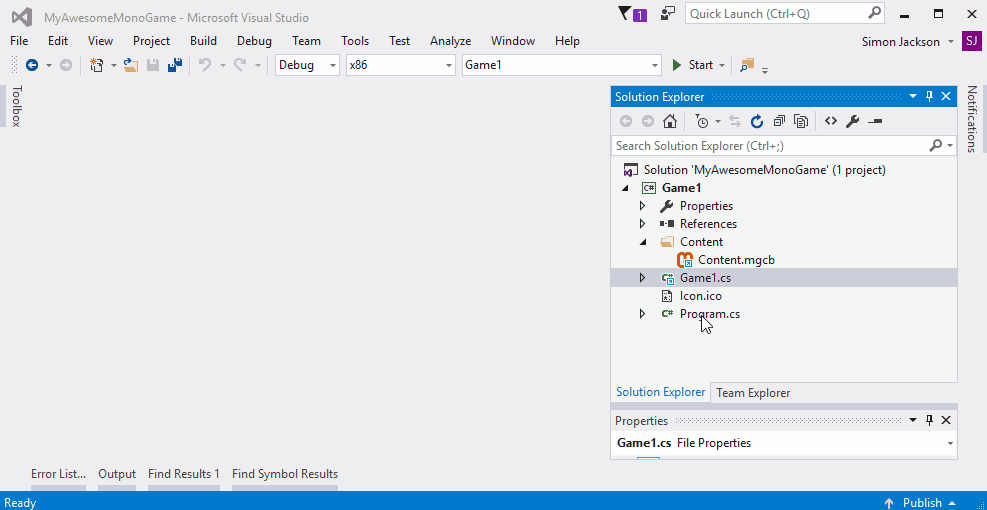 MyAwesomeMonoGame - Microsoft Visual Studio
1
Quick Launch (Ctrl+Q)
File Edit View Project Build Debug Team Tools Test Analyze Window Help
Simon Jackson SJ
Debug x86 Game1 Start
Toolbox
Solution Explorer
Notifications
Search Solution Explorer (Ctrl+;)
Solution 'MyAwesomeMonoGame' (1 project)
C# Game1
Properties
References
Content
Content.mgcb
C# Game1.cs
Icon.ico
C# Program.cs
Solution Explorer Team Explorer
Properties
Game1.cs File Properties
Error List... Output Find Results 1 Find Symbol Results
Ready Publish